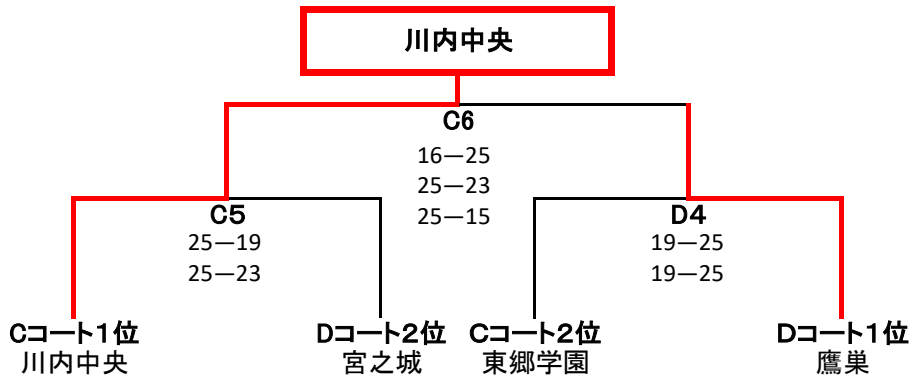 川内中央
C6
16―25
25―23
25―15
C5
25―19
25―23
D4
19―25
19―25
Cコート1位
川内中央
Dコート2位
宮之城
Cコート2位
東郷学園
Dコート1位
鷹巣